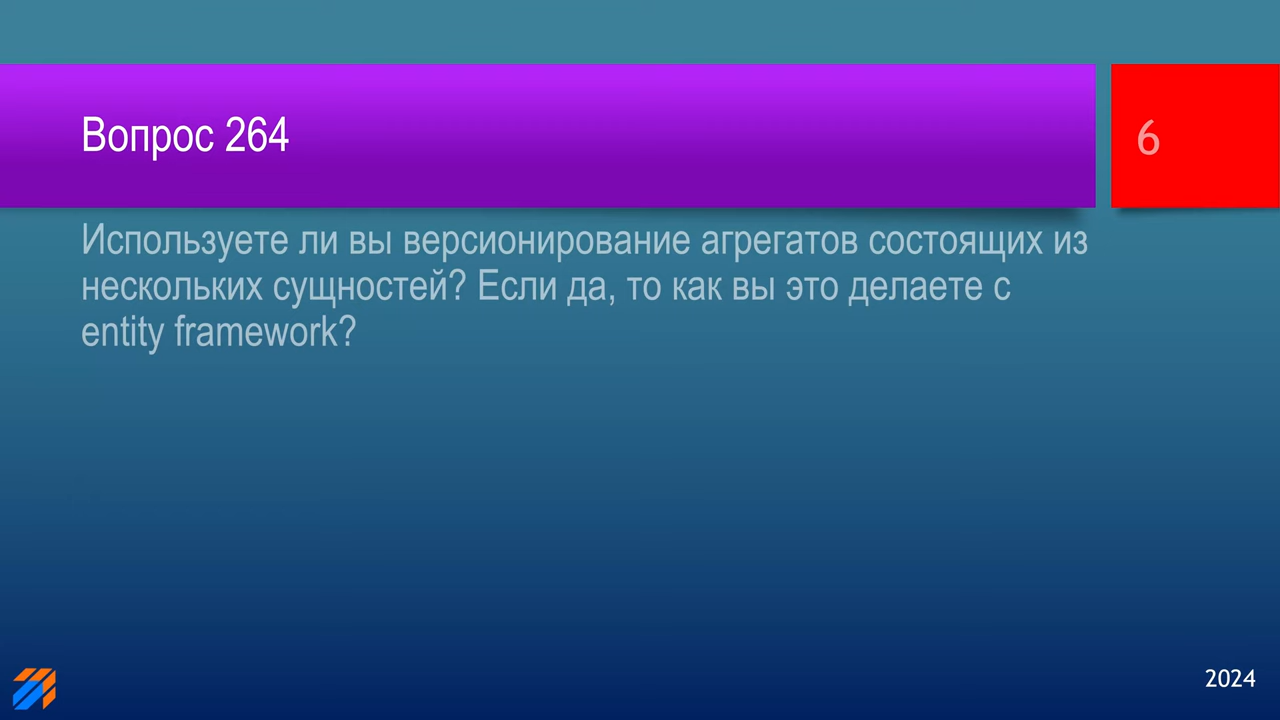 Вопрос 264
6
Используете ли вы версионирование агрегатов состоящих из
нескольких сущностей? Если да, то как вы это делаете с
entity framework?
2024